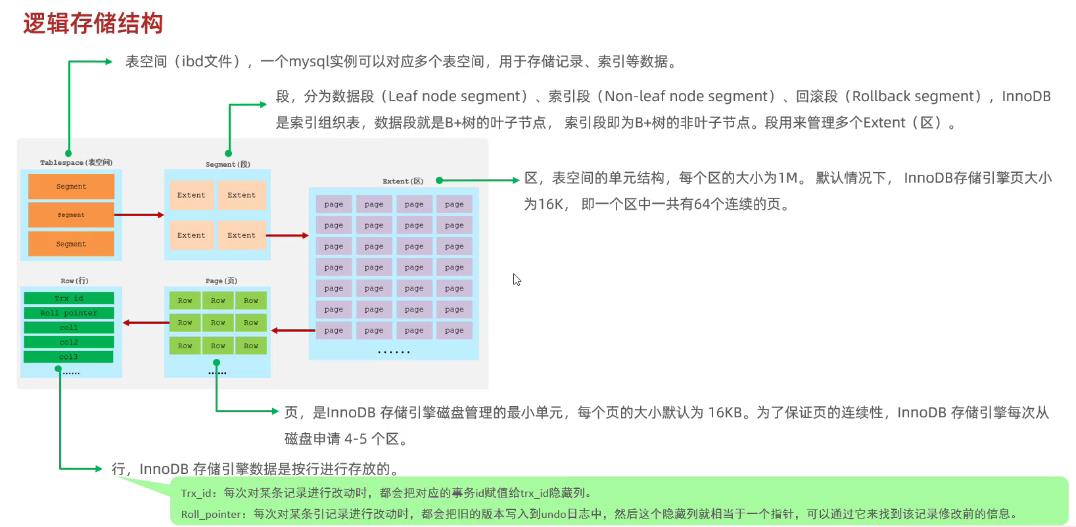 逻辑存储结构
表空间（ibd文件），一个mysql实例可以对应多个表空间，用于存储记录、索引等数据。
段，分为数据段（Leaf node segment）、索引段（Non-leaf node segment）、回滚段（Rollback segment），InnoDB
是索引组织表，数据段就是B+树的叶子节点， 索引段即为B+树的非叶子节点。段用来管理多个Extent（区）。
Tablespace(表空间)
Segment
Segment
Segment
Segment(段)
Extent Extent
Extent Extent
Extent(区)
page page page page
page page page page
page page page page
page page page page
page page page page
page page page page
page page page page
......
区，表空间的单元结构，每个区的大小为1M。 默认情况下， InnoDB存储引擎页大小
为16K， 即一个区中一共有64个连续的页。
Row(行)
Trx id
Roll pointer
col1
col2
col3
......
Page(页)
Row Row Row
Row Row Row
Row Row Row
......
页，是InnoDB 存储引擎磁盘管理的最小单元，每个页的大小默认为 16KB。为了保证页的连续性，InnoDB 存储引擎每次从
磁盘申请 4-5 个区。
行，InnoDB 存储引擎数据是按行进行存放的。
Trx_id：每次对某条记录进行改动时，都会把对应的事务id赋值给trx_id隐藏列。
Roll_pointer：每次对某条引记录进行改动时，都会把旧的版本写入到undo日志中，然后这个隐藏列就相当于一个指针，可以通过它来找到该记录修改前的信息。